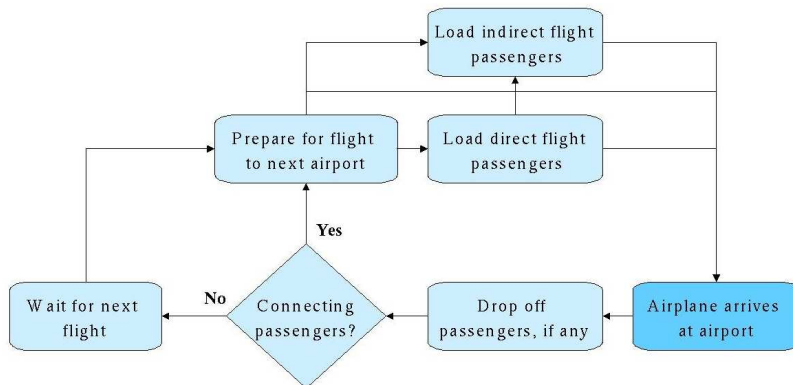 Load indirect flight
passengers
Prepare for flight
to next airport
Load direct flight
passengers
Yes
No
Wait for next
flight
Connecting
passengers?
Drop off
passengers, if any
Airplane arrives
at airport